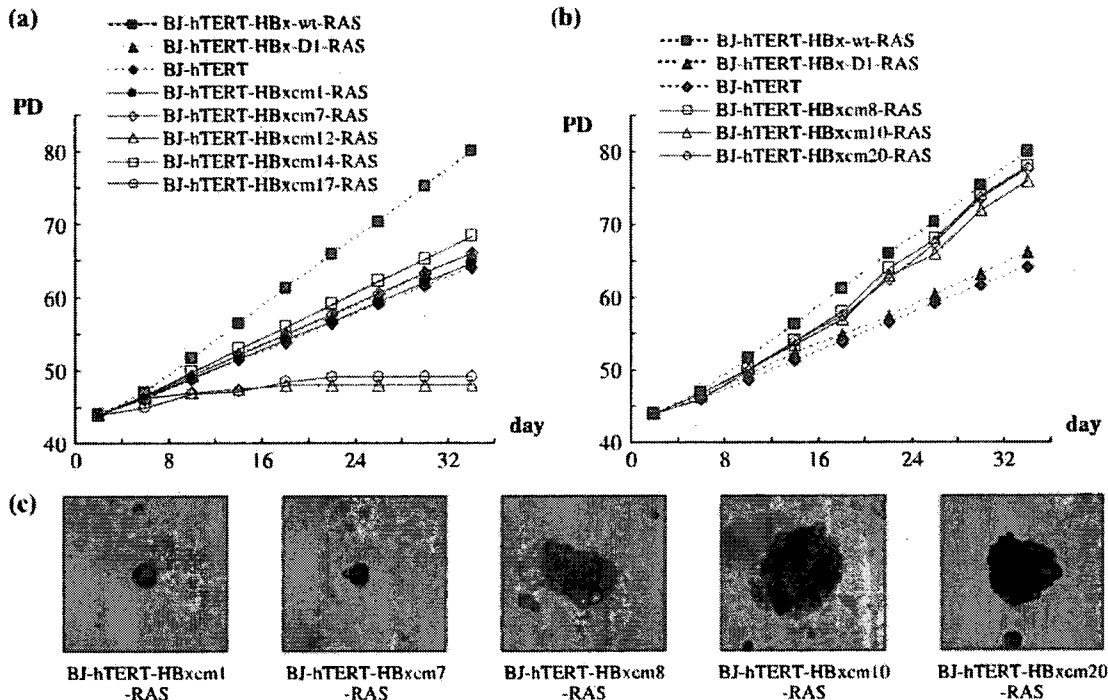 (a)
BJ-hTERT-HBx-wt-RAS
BJ-hTERT-HBx-D1-RAS
BJ-hTERT
BJ-hTERT-HBxcm1-RAS
BJ-hTERT-HBxcm7-RAS
BJ-hTERT-HBxcm12-RAS
BJ-hTERT-HBxcm14-RAS
BJ-hTERT-HBxcm17-RAS
PD
80
70
60
50
40
0 8 16 24 32
day
(b)
BJ-hTERT-HBx-wt-RAS
BJ-hTERT-HBx-D1-RAS
BJ-hTERT
BJ-hTERT-HBxcm8-RAS
BJ-hTERT-HBxcm10-RAS
BJ-hTERT-HBxcm20-RAS
PD
80
70
60
50
40
0 8 16 24 32
day
(c)
BJ-hTERT-HBxcm1
-RAS
BJ-hTERT-HBxcm7
-RAS
BJ-hTERT-HBxcm8
-RAS
BJ-hTERT-HBxcm10
-RAS
BJ-hTERT-HBxcm20
-RAS